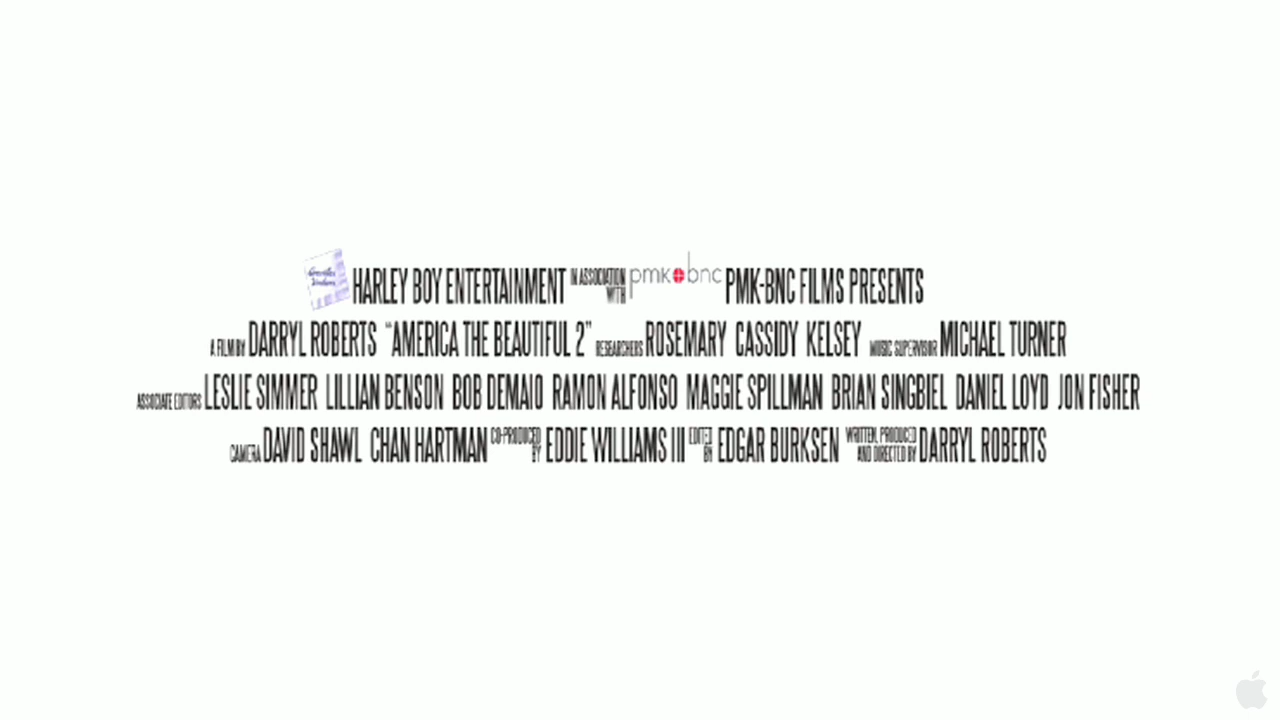 HARLEY BOY ENTERTAINMENT IN ASSOCIATION WITH pmk bnc PMK-BNC FILMS PRESENTS
A FILM BY DARRYL ROBERTS "AMERICA THE BEAUTIFUL 2" RESEARCHERS ROSEMARY CASSIDY KELSEY MUSIC SUPERVISOR MICHAEL TURNER
ASSOCIATE EDITORS LESLIE SIMMER LILLIAN BENSON BOB DEMAIO RAMON ALFONSO MAGGIE SPILLMAN BRIAN SINGBIEL DANIEL LOYD JON FISHER
CAMERA DAVID SHAWL CHAN HARTMAN CO-PRODUCED BY EDDIE WILLIAMS III EDITED BY EDGAR BURKSEN WRITTEN, PRODUCED AND DIRECTED BY DARRYL ROBERTS